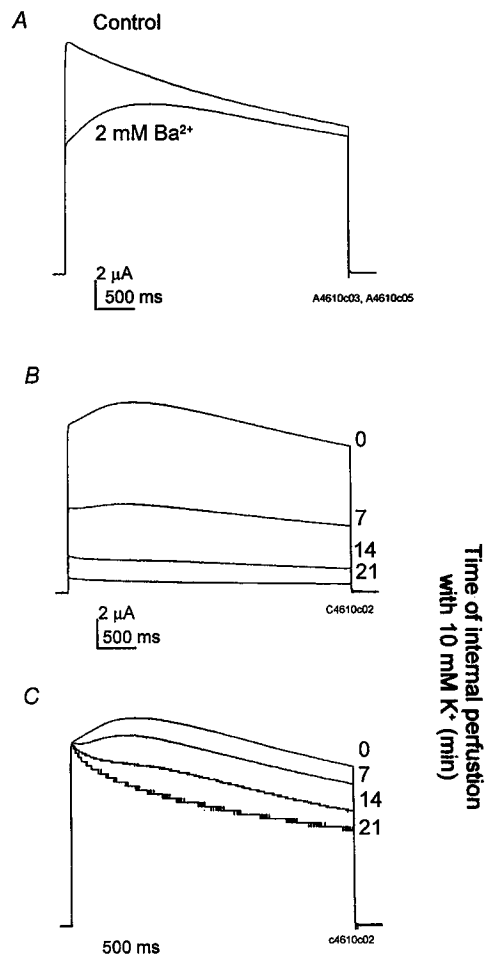 A
Control
2 mM Ba²⁺
2 µA
500 ms
A4610c03, A4610c05
B
0
7
14
21
2 µA
500 ms
C4610c02
C
0
7
14
21
500 ms
c4610c02
Time of internal perfustion
with 10 mM K⁺ (min)